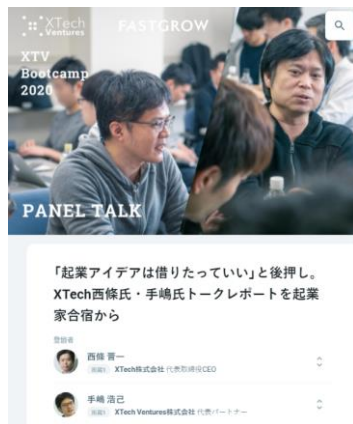 XTech
Ventures
FASTGROW
XTV
Bootcamp
2020
PANEL TALK
「起業アイデアは借りたっていい」と後押し。
XTech西條氏・手嶋氏トークレポートを起業
家合宿から
登場者
西條 晋一
XTech株式会社 代表取締役CEO
手嶋 浩己
XTech Ventures株式会社 代表パートナー